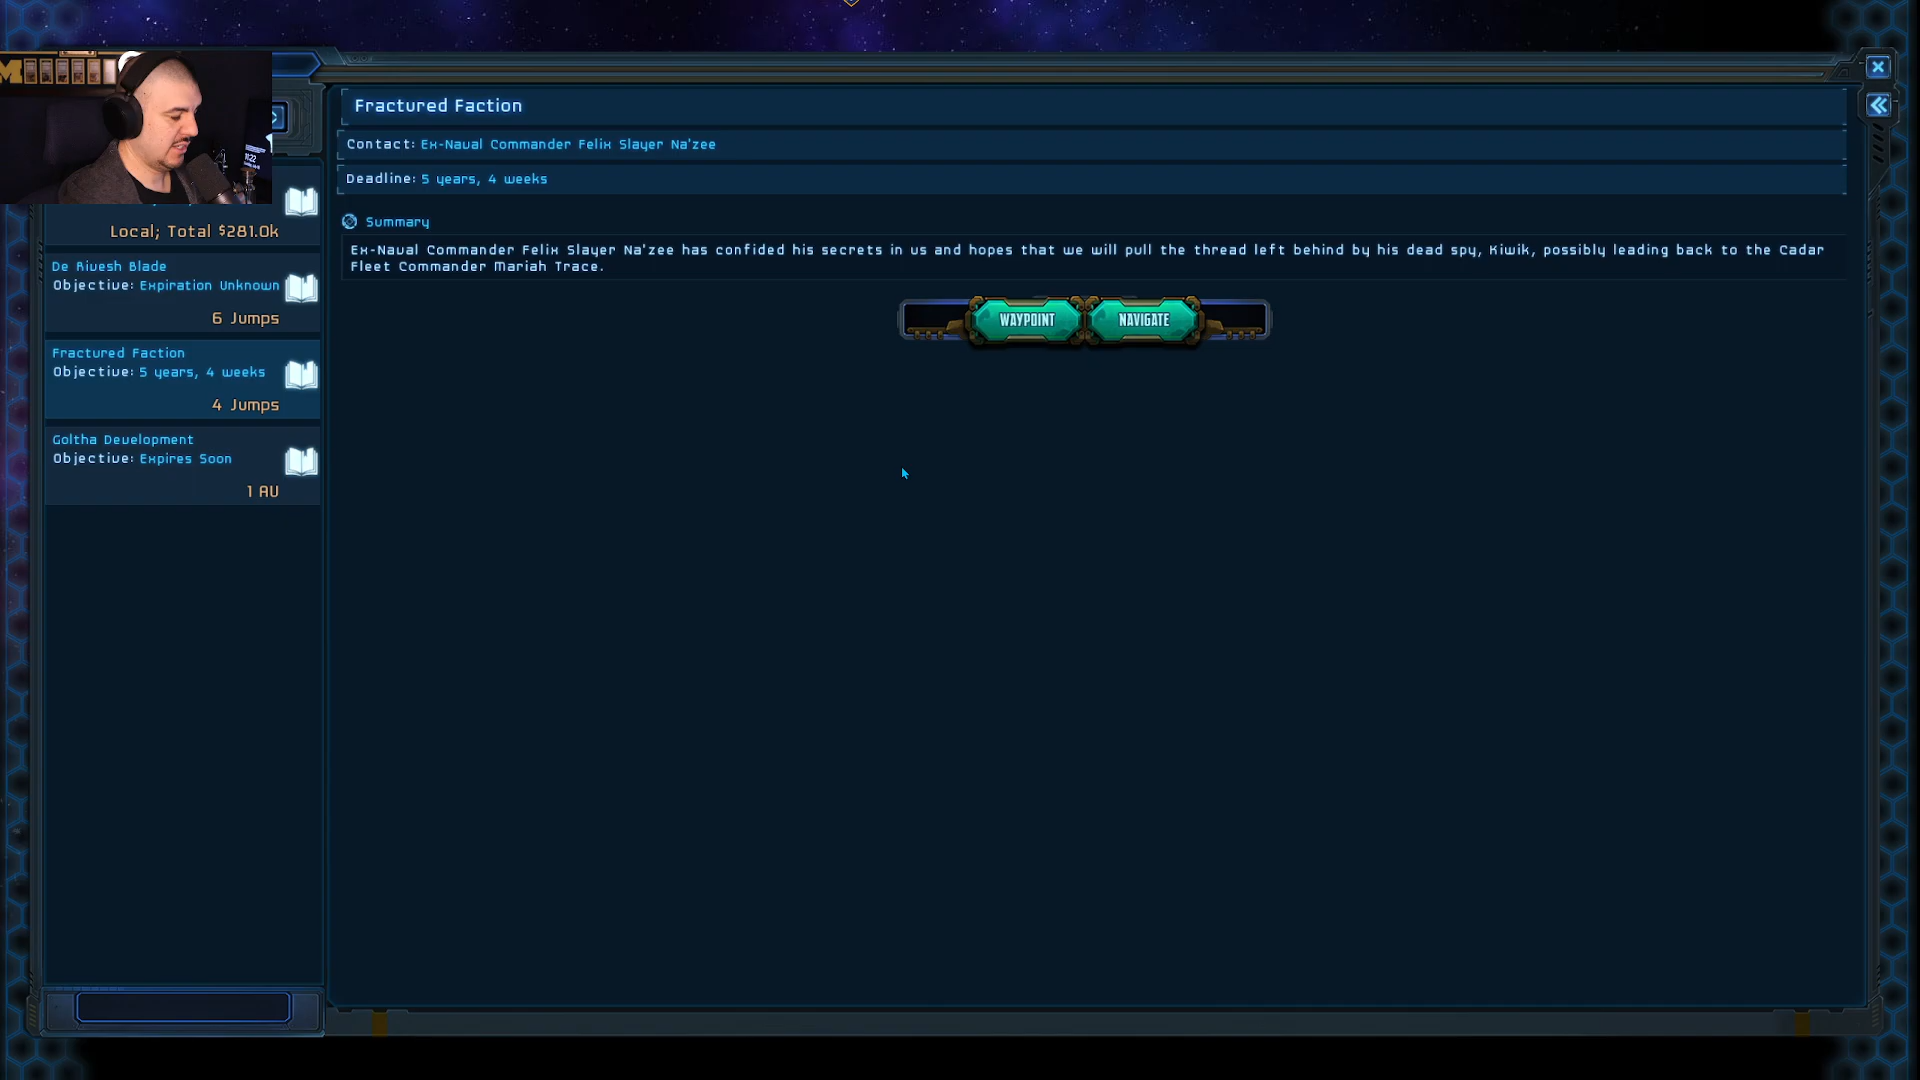 Fractured Faction
Contact: Ex-Naval Commander Felix Slayer Na'zee
Deadline: 5 years, 4 weeks
Summary
Ex-Naval Commander Felix Slayer Na'zee has confided his secrets in us and hopes that we will pull the thread left behind by his dead spy, Kiwik, possibly leading back to the Cadar
Fleet Commander Mariah Trace.
WAYPOINT
NAVIGATE
Local; Total $281.0k
De Rivesh Blade
Objective: Expiration Unknown
6 Jumps
Fractured Faction
Objective: 5 years, 4 weeks
4 Jumps
Goltha Development
Objective: Expires Soon
1 AU